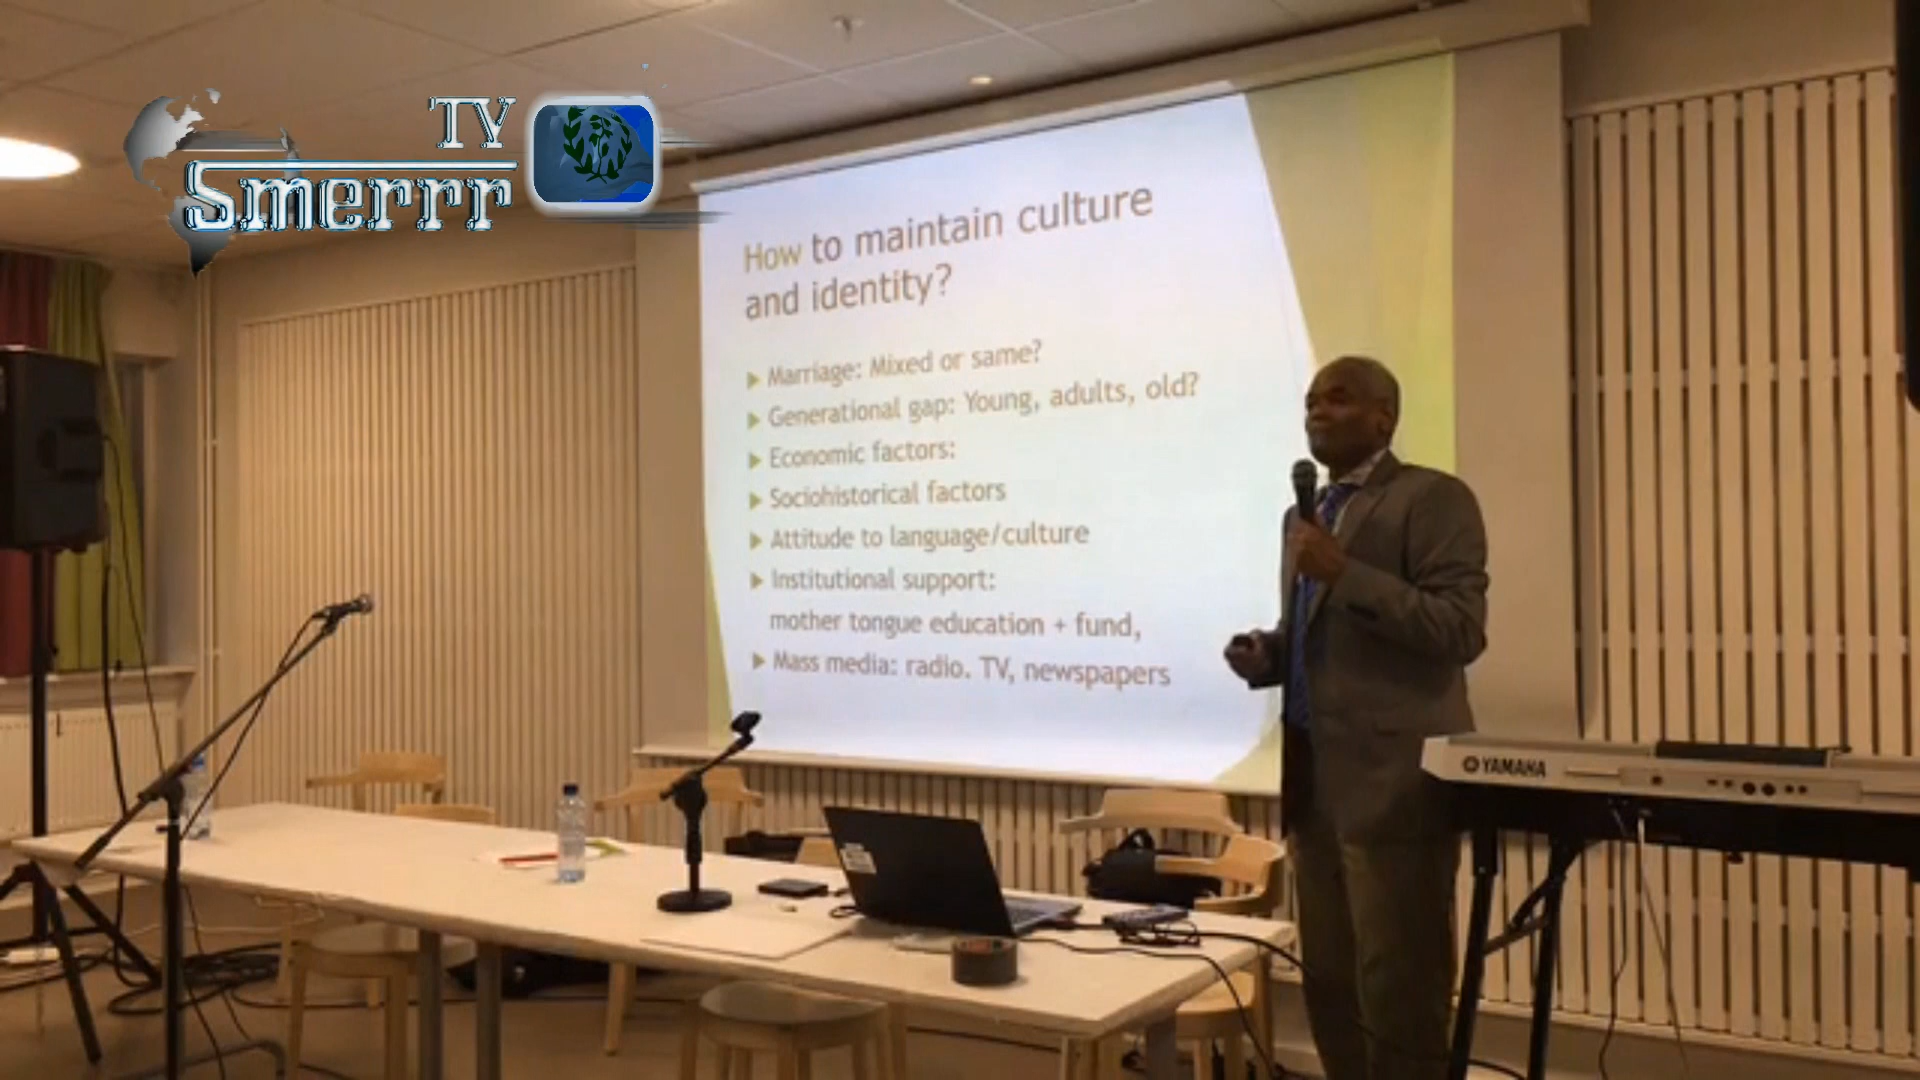 TV
Smerrr
How to maintain culture
and identity?
Marriage: Mixed or same?
Generational gap: Young, adults, old?
Economic factors:
Sociohistorical factors
Attitude to language/culture
Institutional support:
mother tongue education + fund,
Mass media: radio. TV, newspapers
YAMAHA